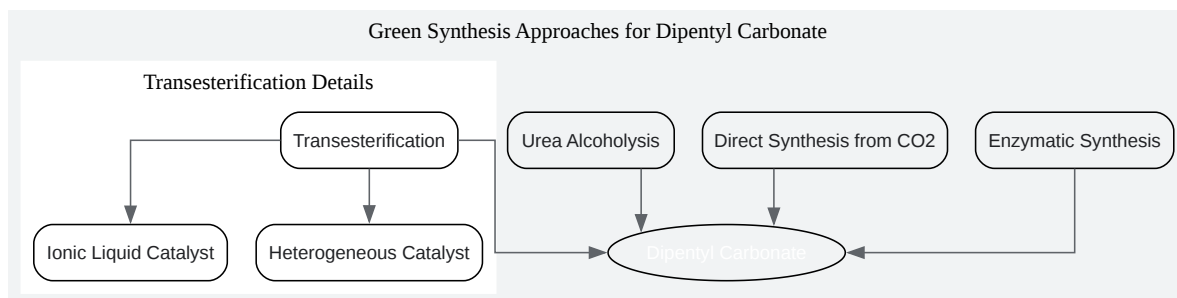 Green Synthesis Approaches for Dipentyl Carbonate
Transesterification Details
Transesterification
Urea Alcoholysis
Direct Synthesis from CO2
Enzymatic Synthesis
Ionic Liquid Catalyst
Heterogeneous Catalyst
Dipentyl Carbonate